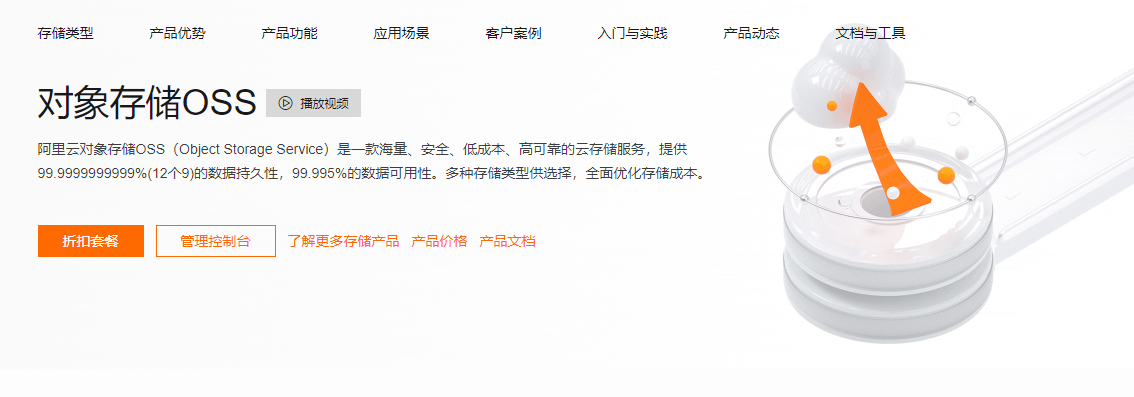 存储类型 产品优势 产品功能 应用场景 客户案例 入门与实践 产品动态 文档与工具
对象存储OSS 播放视频
阿里云对象存储OSS（Object Storage Service）是一款海量、安全、低成本、高可靠的云存储服务，提供
99.9999999999%(12个9)的数据持久性，99.995%的数据可用性。多种存储类型供选择，全面优化存储成本。
折扣套餐 管理控制台 了解更多存储产品 产品价格 产品文档